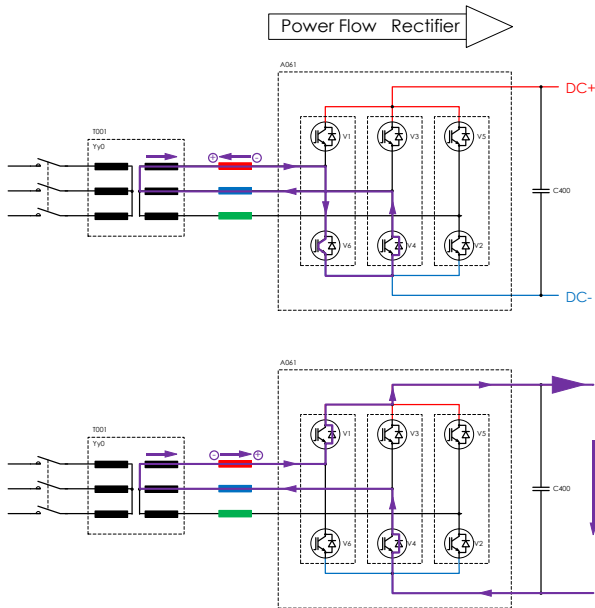 Power Flow Rectifier
A061
DC+
T001
Yy0
V1
V3
V5
+
-
C400
V6
V4
V2
DC-
A061
T001
Yy0
V1
V3
V5
-
+
C400
V6
V4
V2